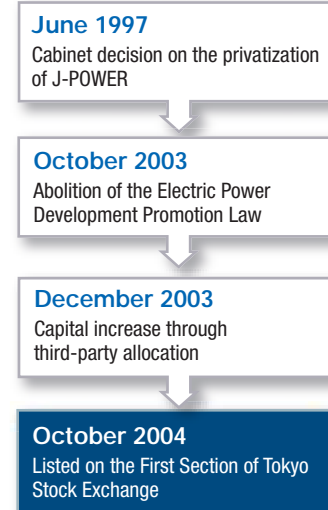 June 1997
Cabinet decision on the privatization
of J-POWER
October 2003
Abolition of the Electric Power
Development Promotion Law
December 2003
Capital increase through
third-party allocation
October 2004
Listed on the First Section of Tokyo
Stock Exchange